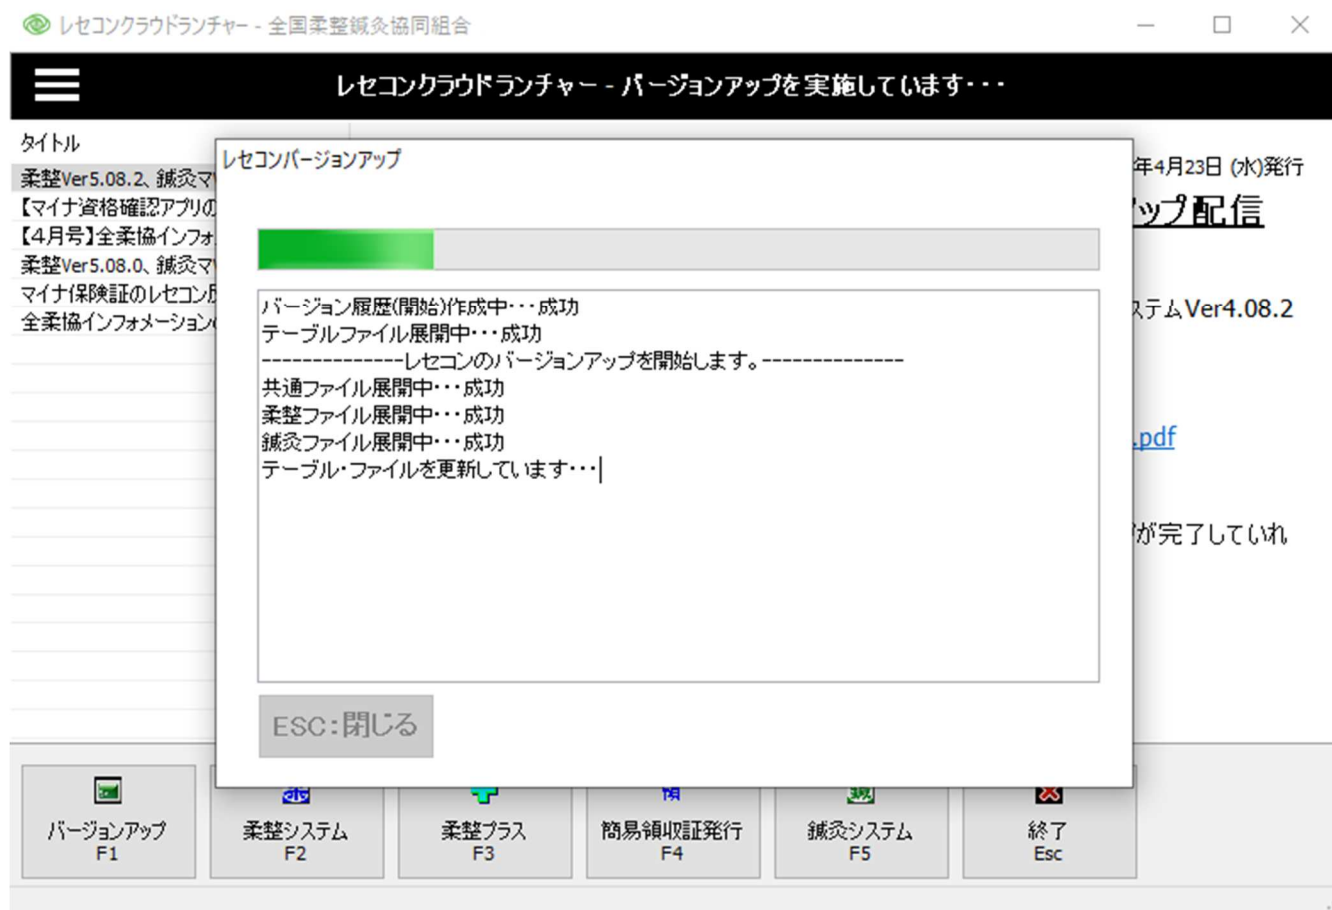 レセコンクラウドランチャー - 全国柔整鍼灸協同組合
レセコンクラウドランチャー - バージョンアップを実施しています・・・
タイトル
柔整Ver5.08.2、鍼灸マ
【マイナ資格確認アプリの
【4月号】全柔協インフォ
柔整Ver5.08.0、鍼灸マ
マイナ保険証のレセコン
全柔協インフォメーション
レセコンバージョンアップ
バージョン履歴(開始)作成中・・・成功
テーブルファイル展開中・・・成功
--------------レセコンのバージョンアップを開始します。--------------
共通ファイル展開中・・・成功
柔整ファイル展開中・・・成功
鍼灸ファイル展開中・・・成功
テーブル・ファイルを更新しています・・・
ESC:閉じる
年4月23日 (水)発行
ップ配信
ステムVer4.08.2
.pdf
が完了していれ
バージョンアップ
F1
柔整システム
F2
柔整プラス
F3
簡易領収証発行
F4
鍼灸システム
F5
終了
Esc